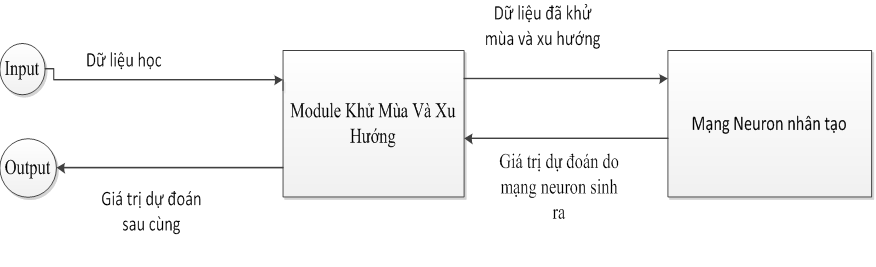 Input
Dữ liệu học
Dữ liệu đã khử
mùa và xu hướng
Module Khử Mùa Và Xu
Hướng
Mạng Neuron nhân tạo
Output
Giá trị dự đoán
sau cùng
Giá trị dự đoán do
mạng neuron sinh
ra